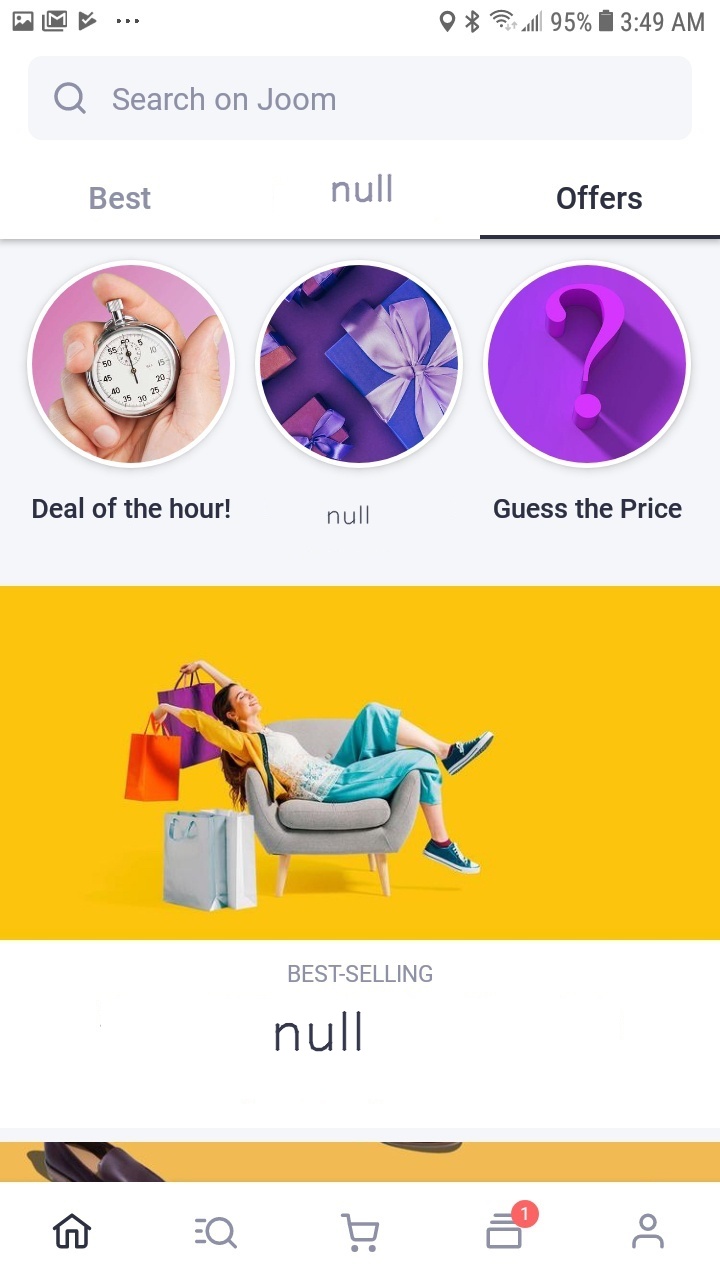 95% 3:49 AM
Search on Joom
Best
null
Offers
Deal of the hour!
null
Guess the Price
BEST-SELLING
null
1